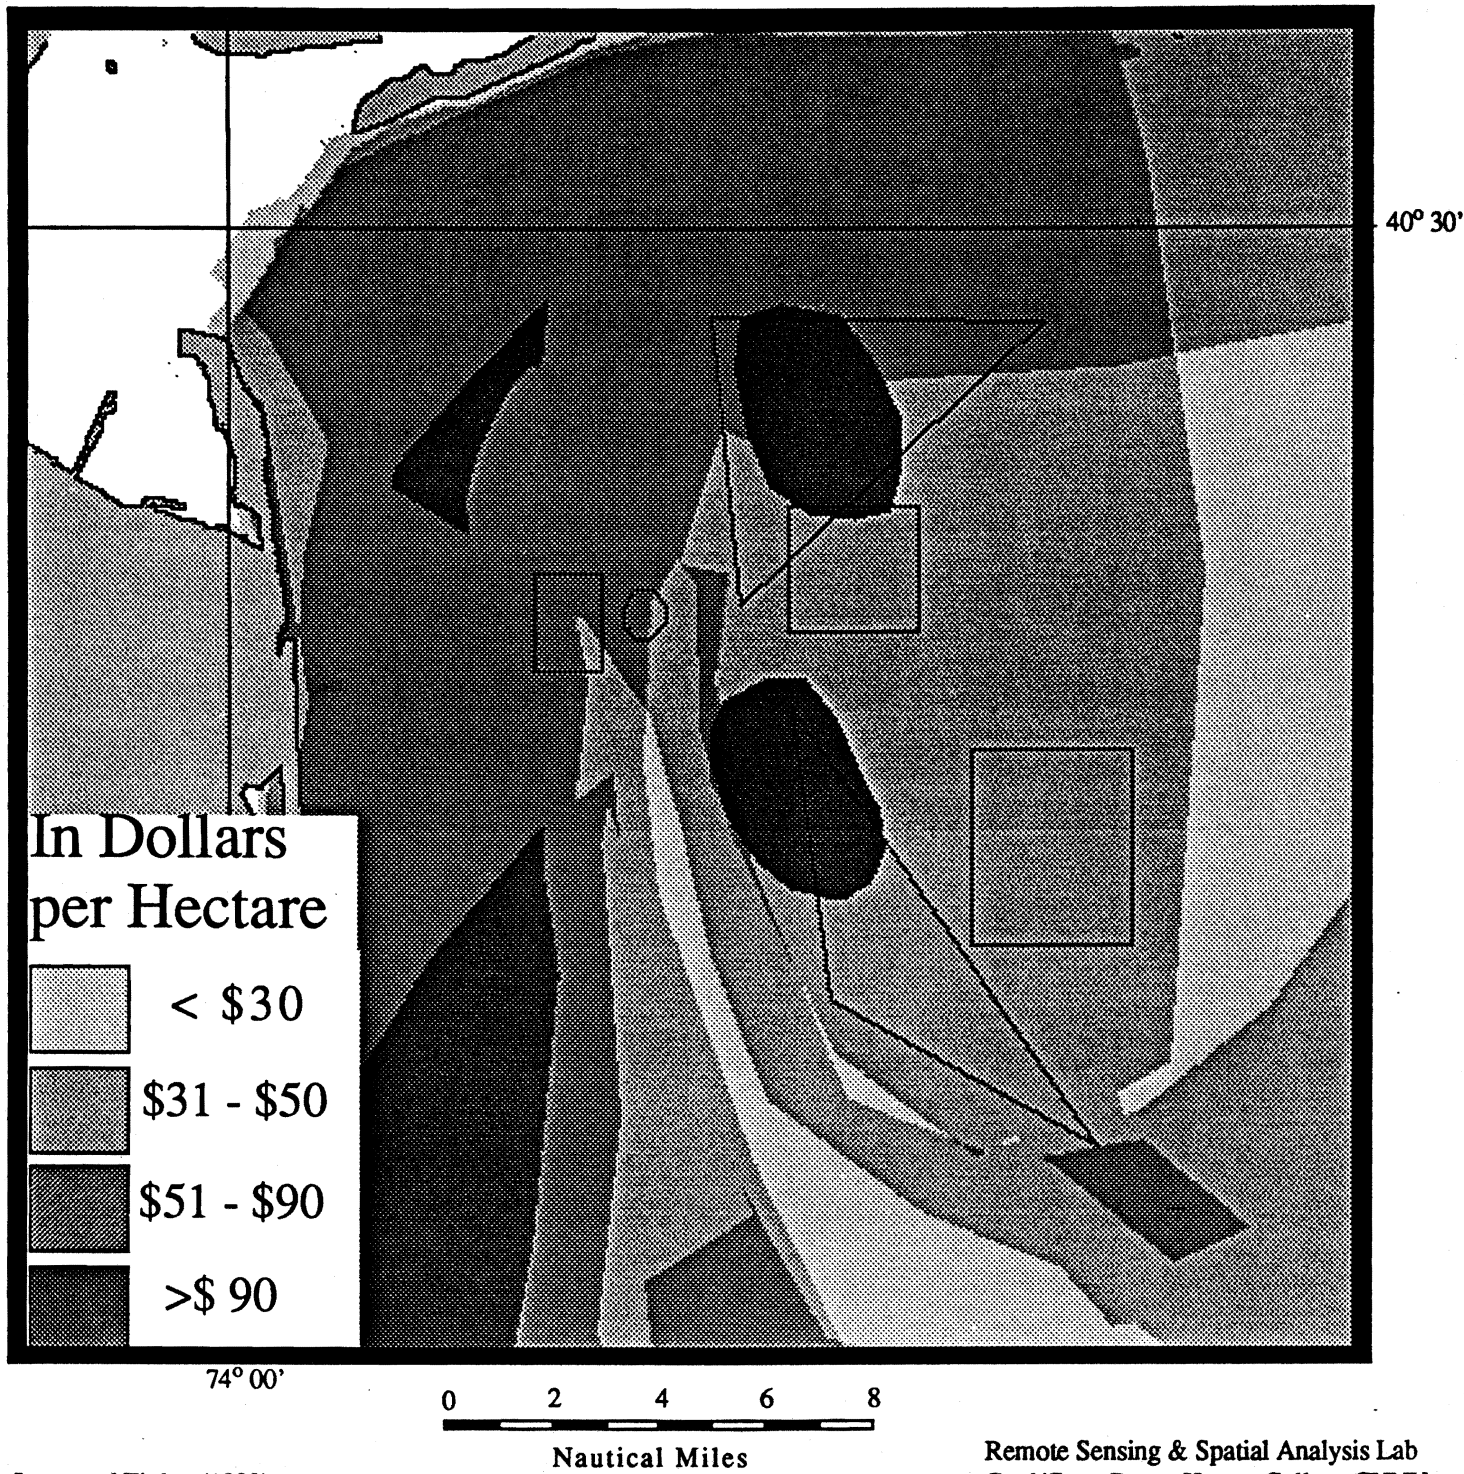 40° 30'
In Dollars
per Hectare
< $30
$31 - $50
$51 - $90
>$ 90
74° 00'
0 2 4 6 8
Nautical Miles
Remote Sensing & Spatial Analysis Lab